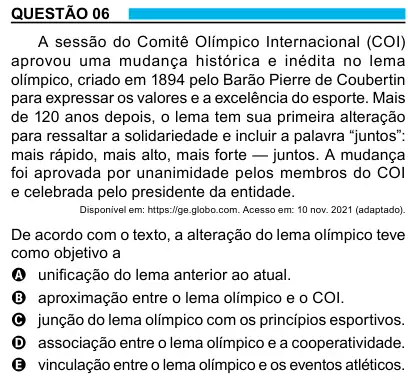 QUESTÃO 06
A sessão do Comitê Olímpico Internacional (COI)
aprovou uma mudança histórica e inédita no lema
olímpico, criado em 1894 pelo Barão Pierre de Coubertin
para expressar os valores e a excelência do esporte. Mais
de 120 anos depois, o lema tem sua primeira alteração
para ressaltar a solidariedade e incluir a palavra “juntos”:
mais rápido, mais alto, mais forte — juntos. A mudança
foi aprovada por unanimidade pelos membros do COI
e celebrada pelo presidente da entidade.
Disponível em: https://ge.globo.com. Acesso em: 10 nov. 2021 (adaptado).
De acordo com o texto, a alteração do lema olímpico teve
como objetivo a
A unificação do lema anterior ao atual.
B aproximação entre o lema olímpico e o COI.
C junção do lema olímpico com os princípios esportivos.
D associação entre o lema olímpico e a cooperatividade.
E vinculação entre o lema olímpico e os eventos atléticos.